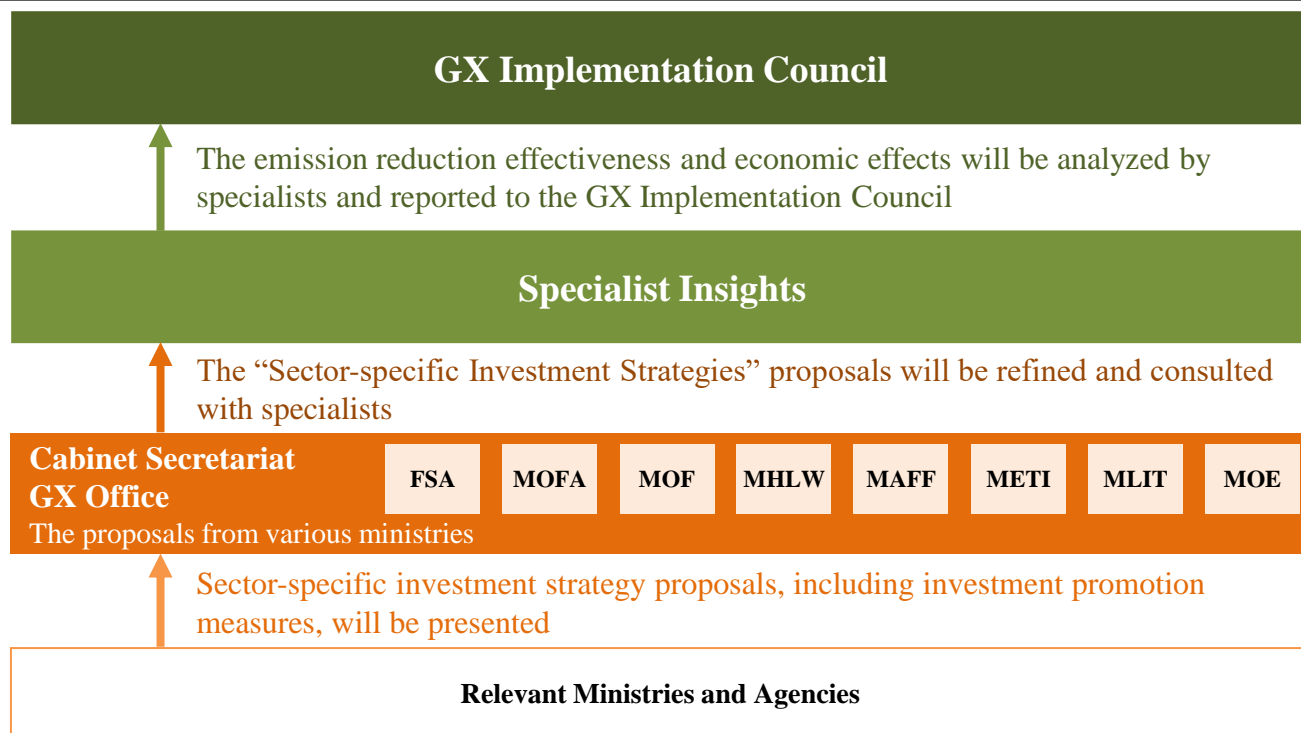 GX Implementation Council
The emission reduction effectiveness and economic effects will be analyzed by
specialists and reported to the GX Implementation Council
Specialist Insights
The “Sector-specific Investment Strategies” proposals will be refined and consulted
with specialists
Cabinet Secretariat
GX Office
The proposals from various ministries
FSA
MOFA
MOF
MHLW
MAFF
METI
MLIT
MOE
Sector-specific investment strategy proposals, including investment promotion
measures, will be presented
Relevant Ministries and Agencies